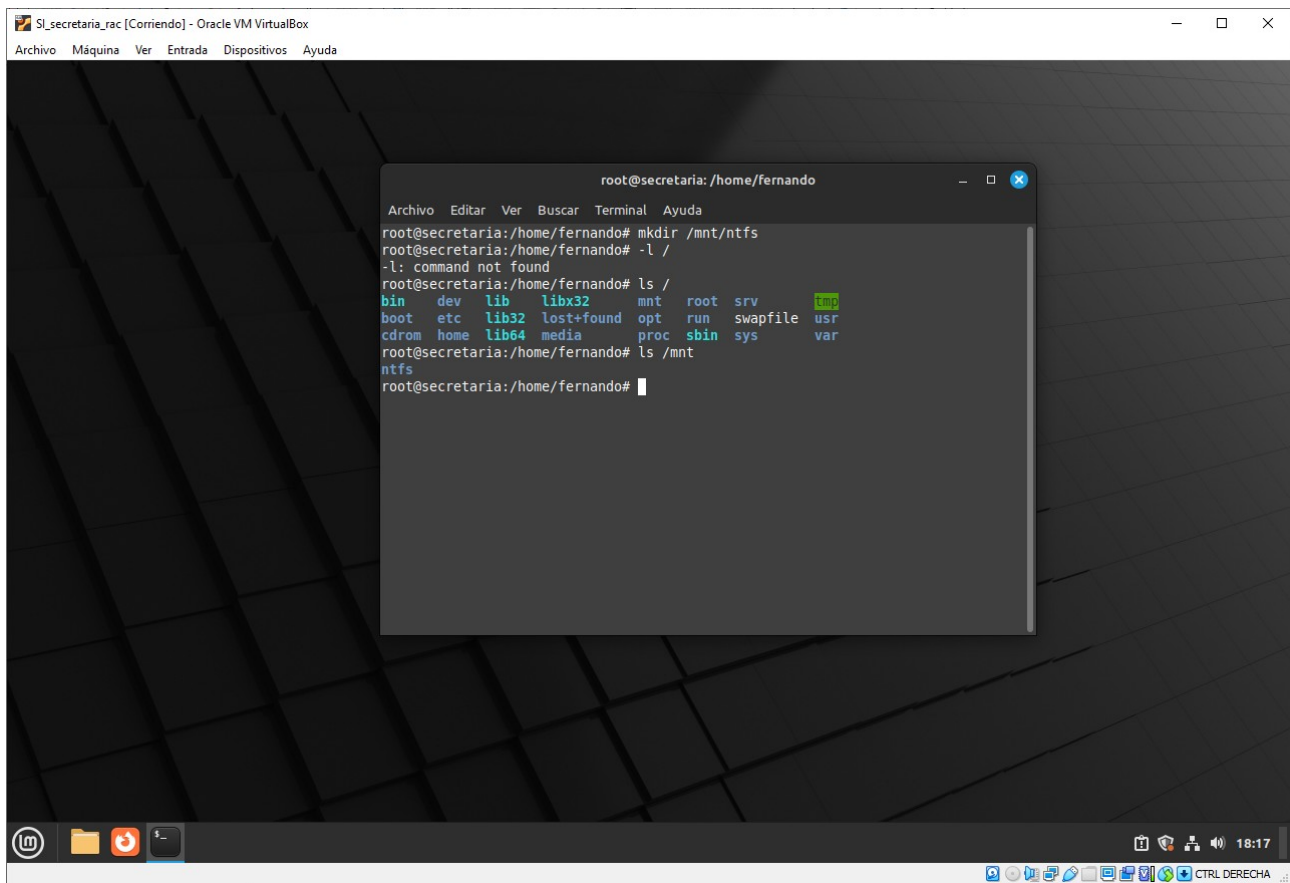 SI_secretaria_rac [Corriendo] - Oracle VM VirtualBox
Archivo Máquina Ver Entrada Dispositivos Ayuda
root@secretaria: /home/fernando
Archivo Editar Ver Buscar Terminal Ayuda
root@secretaria:/home/fernando# mkdir /mnt/ntfs
root@secretaria:/home/fernando# -l /
-l: command not found
root@secretaria:/home/fernando# ls /
bin dev lib libx32 mnt root srv tmp
boot etc lib32 lost+found opt run swapfile usr
cdrom home lib64 media proc sbin sys var
root@secretaria:/home/fernando# ls /mnt
ntfs
root@secretaria:/home/fernando#
18:17
CTRL DERECHA